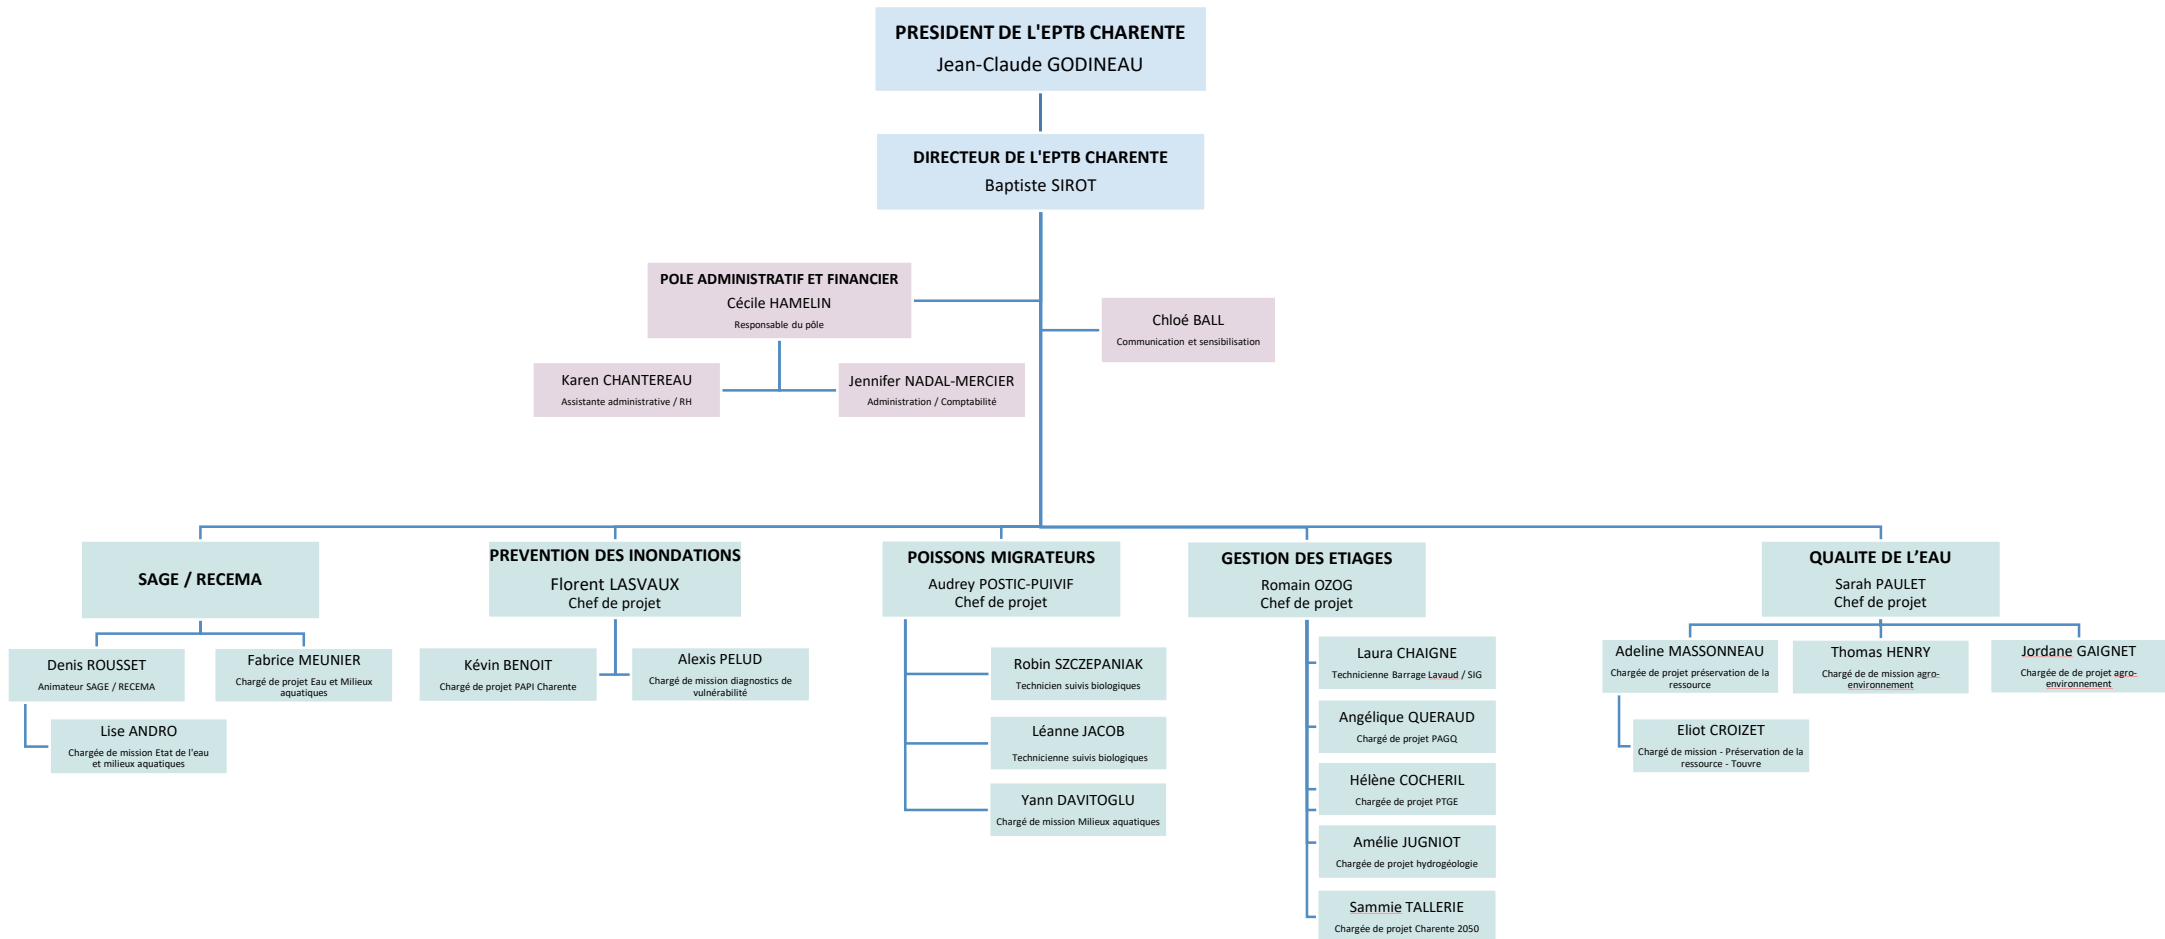 PRESIDENT DE L'EPTB CHARENTE
Jean-Claude GODINEAU
DIRECTEUR DE L'EPTB CHARENTE
Baptiste SIROT
POLE ADMINISTRATIF ET FINANCIER
Cécile HAMELIN
Responsable du pôle
Chloé BALL
Communication et sensibilisation
Karen CHANTEREAU
Assistante administrative / RH
Jennifer NADAL-MERCIER
Administration / Comptabilité
SAGE / RECEMA
Denis ROUSSET
Animateur SAGE / RECEMA
Fabrice MEUNIER
Chargé de projet Eau et Milieux
aquatiques
Lise ANDRO
Chargée de mission Etat de l'eau
et milieux aquatiques
PREVENTION DES INONDATIONS
Florent LASVAUX
Chef de projet
Kévin BENOIT
Chargé de projet PAPI Charente
Alexis PELUD
Chargé de mission diagnostics de
vulnérabilité
POISSONS MIGRATEURS
Audrey POSTIC-PUIVIF
Chef de projet
Robin SZCZEPANIAK
Technicien suivis biologiques
Léanne JACOB
Technicienne suivis biologiques
Yann DAVITOGLU
Chargé de mission Milieux aquatiques
GESTION DES ETIAGES
Romain OZOG
Chef de projet
Laura CHAIGNE
Technicienne Barrage Lavaud / SIG
Angélique QUERAUD
Chargé de projet PAGQ
Hélène COCHERIL
Chargée de projet PTGE
Amélie JUGNIOT
Chargée de projet hydrogéologie
Sammie TALLERIE
Chargée de projet Charente 2050
QUALITE DE L’EAU
Sarah PAULET
Chef de projet
Adeline MASSONNEAU
Chargée de projet préservation de la
ressource
Thomas HENRY
Chargé de de mission agro-
environnement
Jordane GAIGNET
Chargée de de projet agro-
environnement
Eliot CROIZET
Chargé de mission - Préservation de la
ressource - Touvre